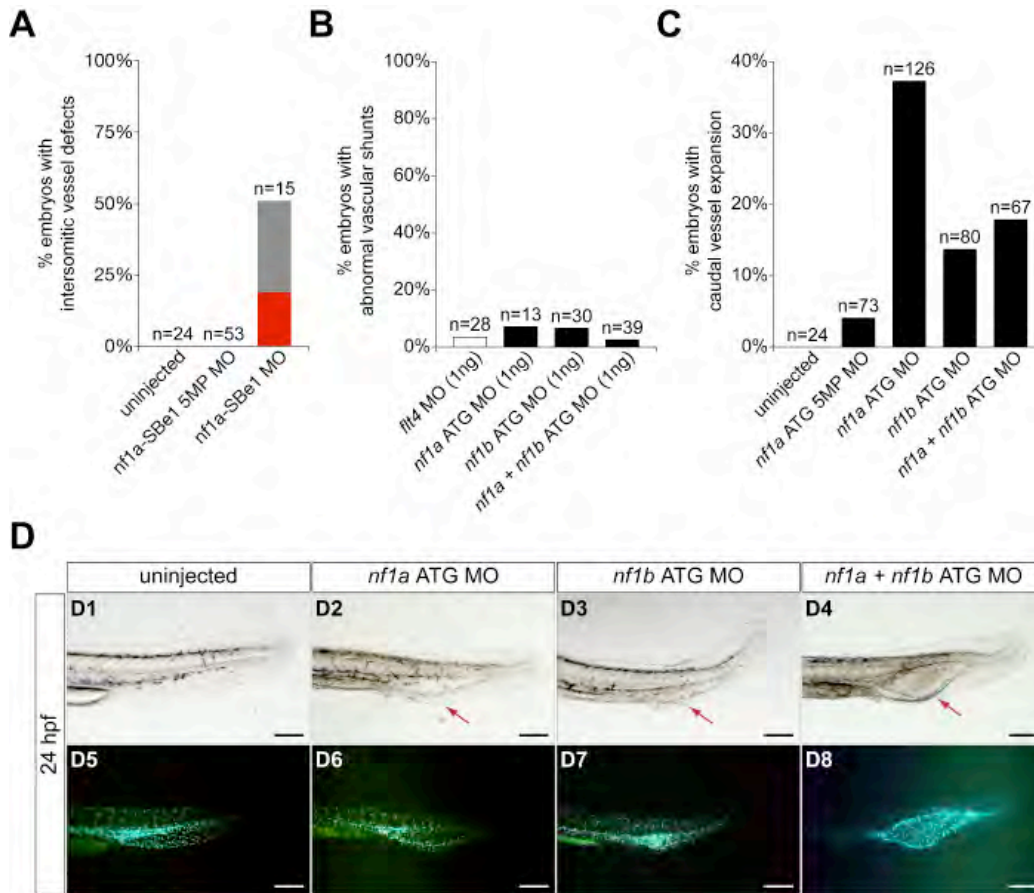 A
% embryos with
intersomitic vessel defects
100%
75%
50%
25%
0%
n=24
n=53
n=15
uninjected
nf1a-SBe1 5MP MO
nf1a-SBe1 MO
B
% embryos with
abnormal vascular shunts
100%
80%
60%
40%
20%
0%
n=28
n=13
n=30
n=39
flt4 MO (1ng)
nf1a ATG MO (1ng)
nf1b ATG MO (1ng)
nf1a + nf1b ATG MO (1ng)
C
% embryos with
caudal vessel expansion
40%
30%
20%
10%
0%
n=24
n=73
n=126
n=80
n=67
uninjected
nf1a ATG 5MP MO
nf1a ATG MO
nf1b ATG MO
nf1a + nf1b ATG MO
D
uninjected
nf1a ATG MO
nf1b ATG MO
nf1a + nf1b ATG MO
24 hpf
D1
D2
D3
D4
D5
D6
D7
D8